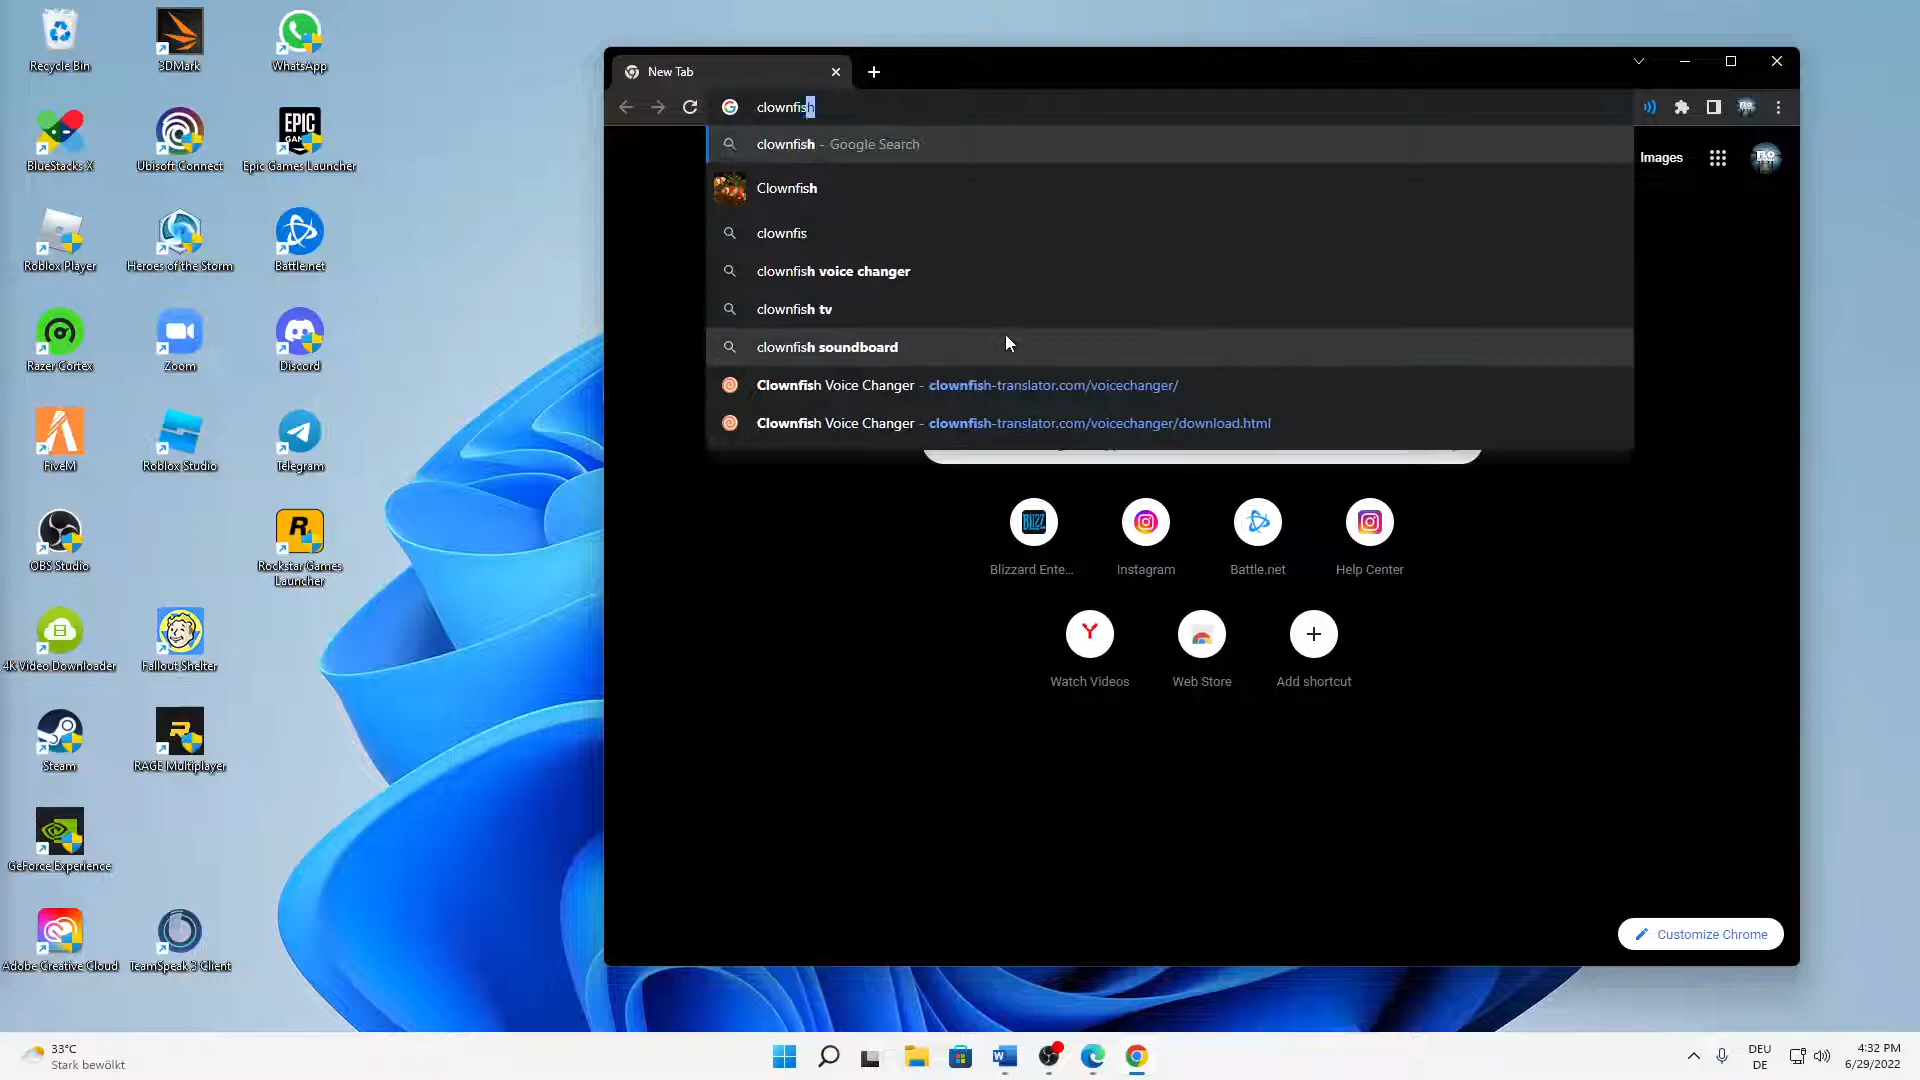 Recycle Bin
3DMark
WhatsApp
BlueStacks X
Ubisoft Connect
EPIC
GAMES
Epic Games Launcher
Roblox Player
Heroes of the Storm
Battle.net
Razer Cortex
Zoom
Discord
FiveM
Roblox Studio
Telegram
OBS Studio
Rockstar Games
Launcher
4K Video Downloader
Fallout Shelter
Steam
RAGE Multiplayer
GeForce Experience
Adobe Creative Cloud
TeamSpeak 3 Client
New Tab
clownfish
clownfish - Google Search
Clownfish
clownfis
clownfish voice changer
clownfish tv
clownfish soundboard
Clownfish Voice Changer - clownfish-translator.com/voicechanger/
Clownfish Voice Changer - clownfish-translator.com/voicechanger/download.html
Images
BLIZZ
Blizzard Ente...
Instagram
Battle.net
Help Center
Watch Videos
Web Store
Add shortcut
Customize Chrome
33°C
Stark bewölkt
DEU
DE
4:32 PM
6/29/2022